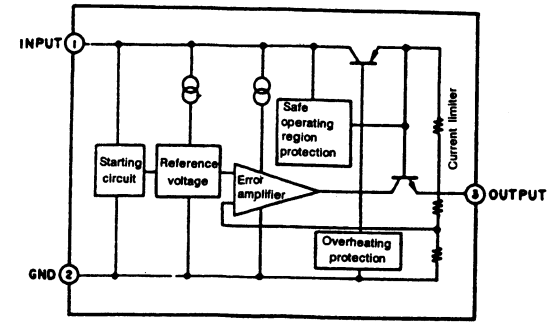 INPUT 1
Safe
operating
region
protection
Current limiter
Starting
circuit
Reference
voltage
Error
amplifier
3 OUTPUT
Overheating
protection
GND 2